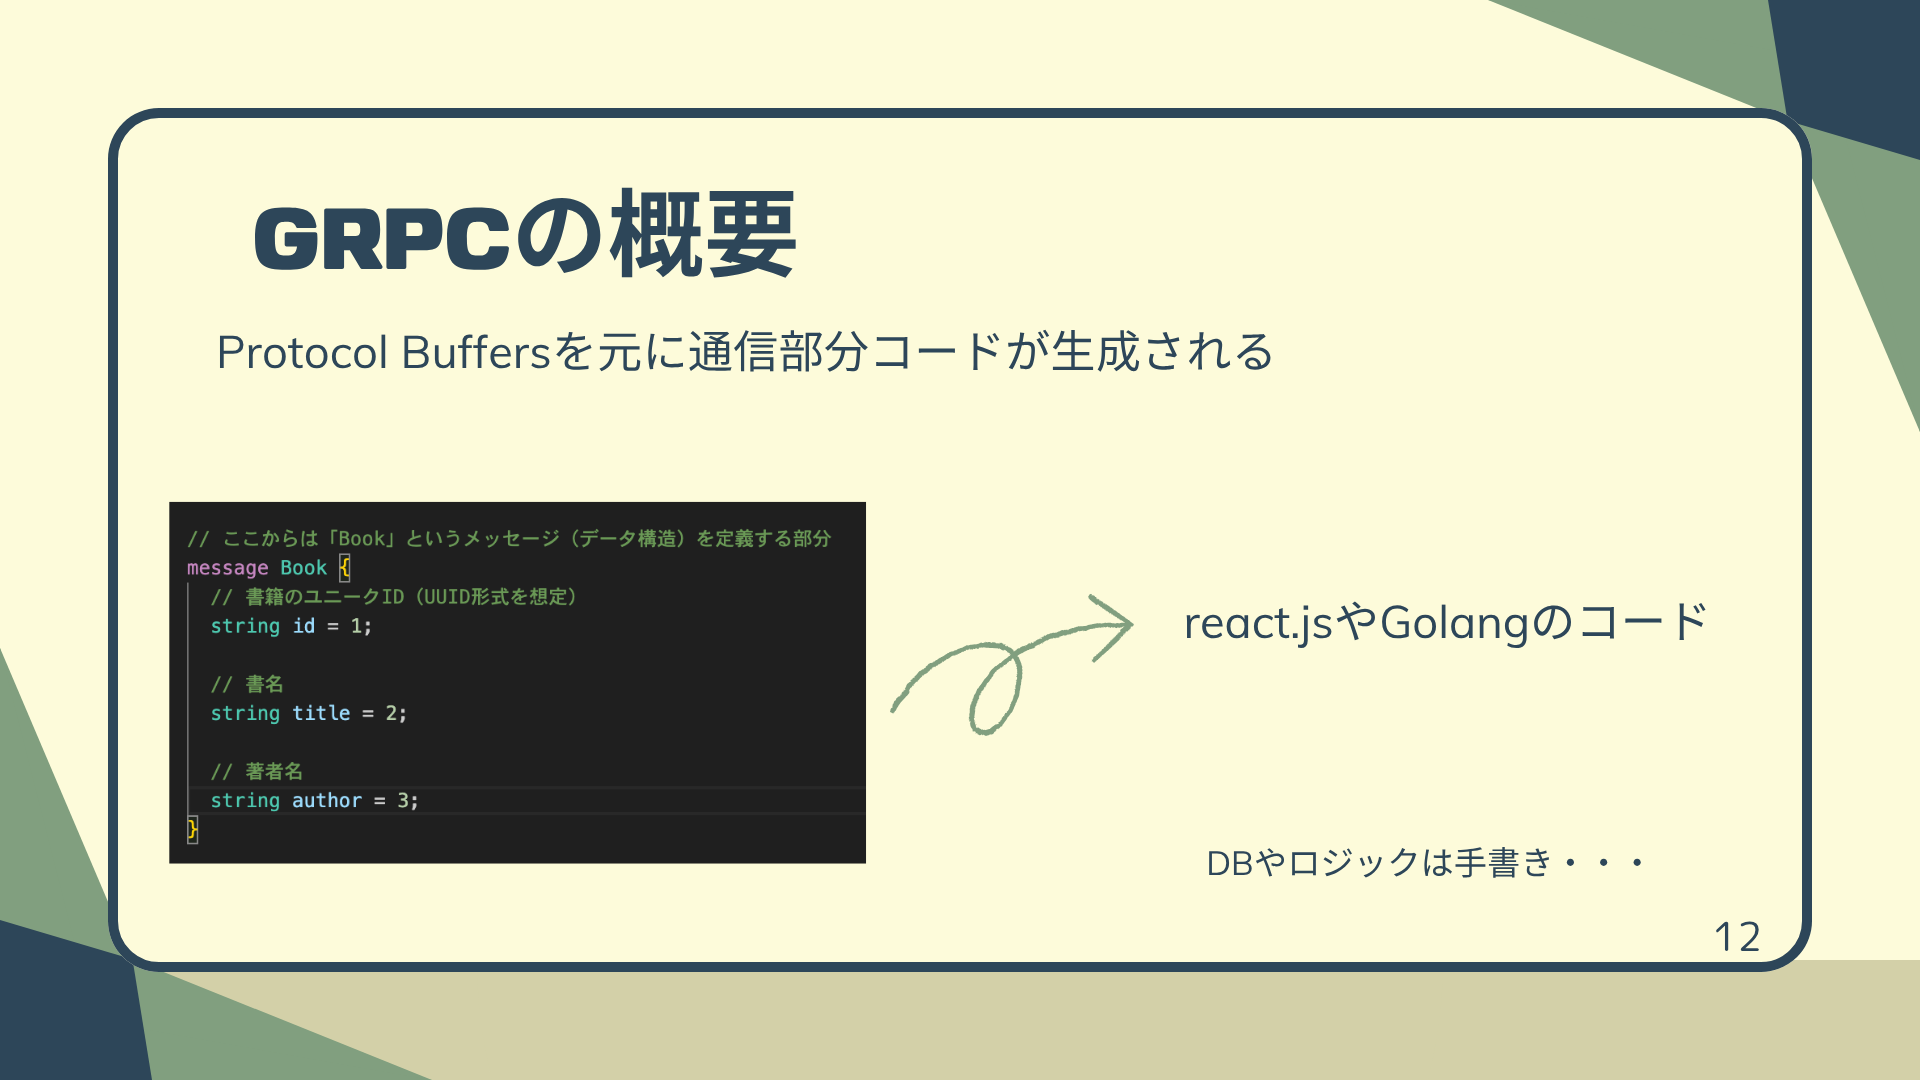 GRPCの概要
Protocol Buffersを元に通信部分コードが生成される
// ここからは「Book」というメッセージ（データ構造）を定義する部分
message Book {
// 書籍のユニークID（UUID形式を想定）
string id = 1;
// 書名
string title = 2;
// 著者名
string author = 3;
}
react.jsやGolangのコード
DBやロジックは手書き・・・
12